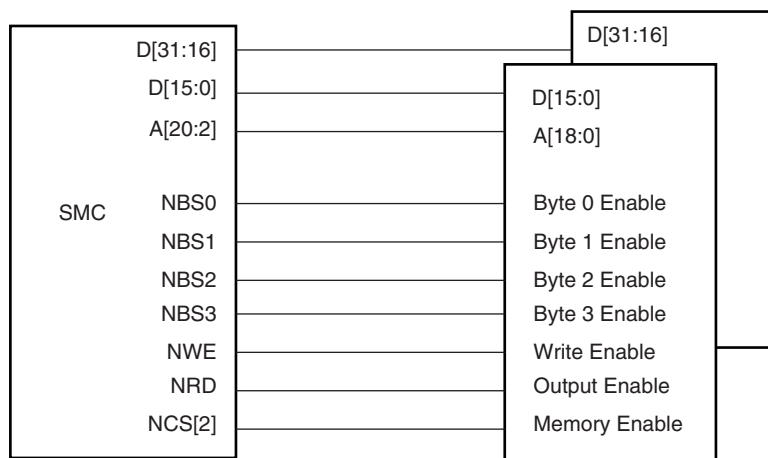 D[31:16] D[31:16]
D[15:0] D[15:0]
A[20:2] A[18:0]
SMC NBS0 Byte 0 Enable
NBS1 Byte 1 Enable
NBS2 Byte 2 Enable
NBS3 Byte 3 Enable
NWE Write Enable
NRD Output Enable
NCS[2] Memory Enable